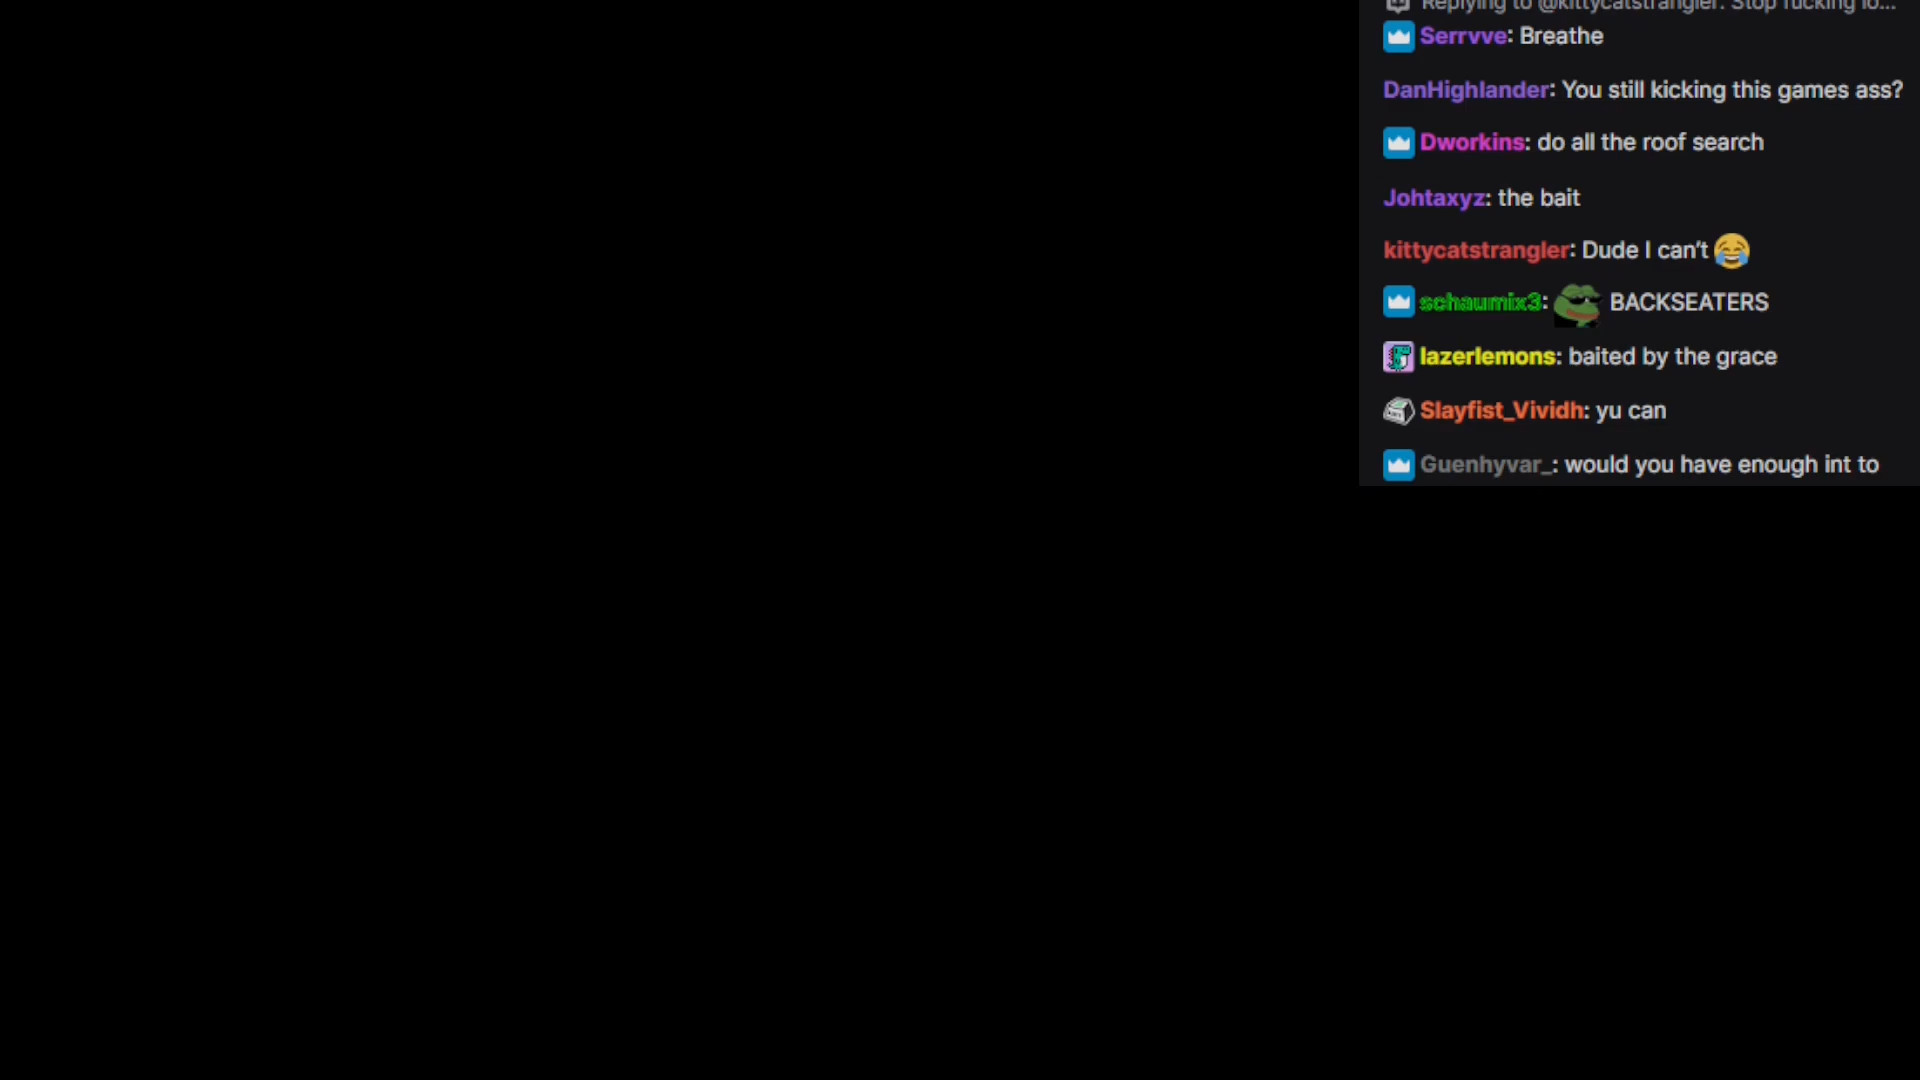 Replying to @kittycatstrangler: Stop fucking lo...
Serrvve: Breathe
DanHighlander: You still kicking this games ass?
Dworkins: do all the roof search
Johtaxyz: the bait
kittycatstrangler: Dude I can't 😂
schaumix3: BACKSEATERS
lazerlemons: baited by the grace
Slayfist_Vividh: yu can
Guenhyvar_: would you have enough int to